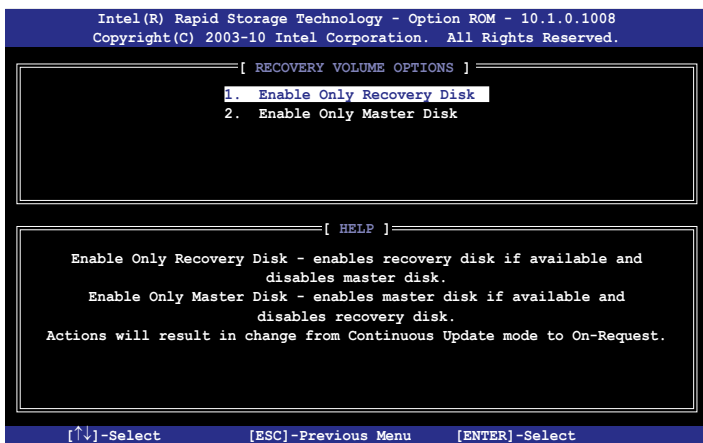 Intel(R) Rapid Storage Technology - Option ROM - 10.1.0.1008
Copyright(C) 2003-10 Intel Corporation. All Rights Reserved.
[ RECOVERY VOLUME OPTIONS ]
1. Enable Only Recovery Disk
2. Enable Only Master Disk
[ HELP ]
Enable Only Recovery Disk - enables recovery disk if available and
disables master disk.
Enable Only Master Disk - enables master disk if available and
disables recovery disk.
Actions will result in change from Continuous Update mode to On-Request.
[↑↓]-Select [ESC]-Previous Menu [ENTER]-Select